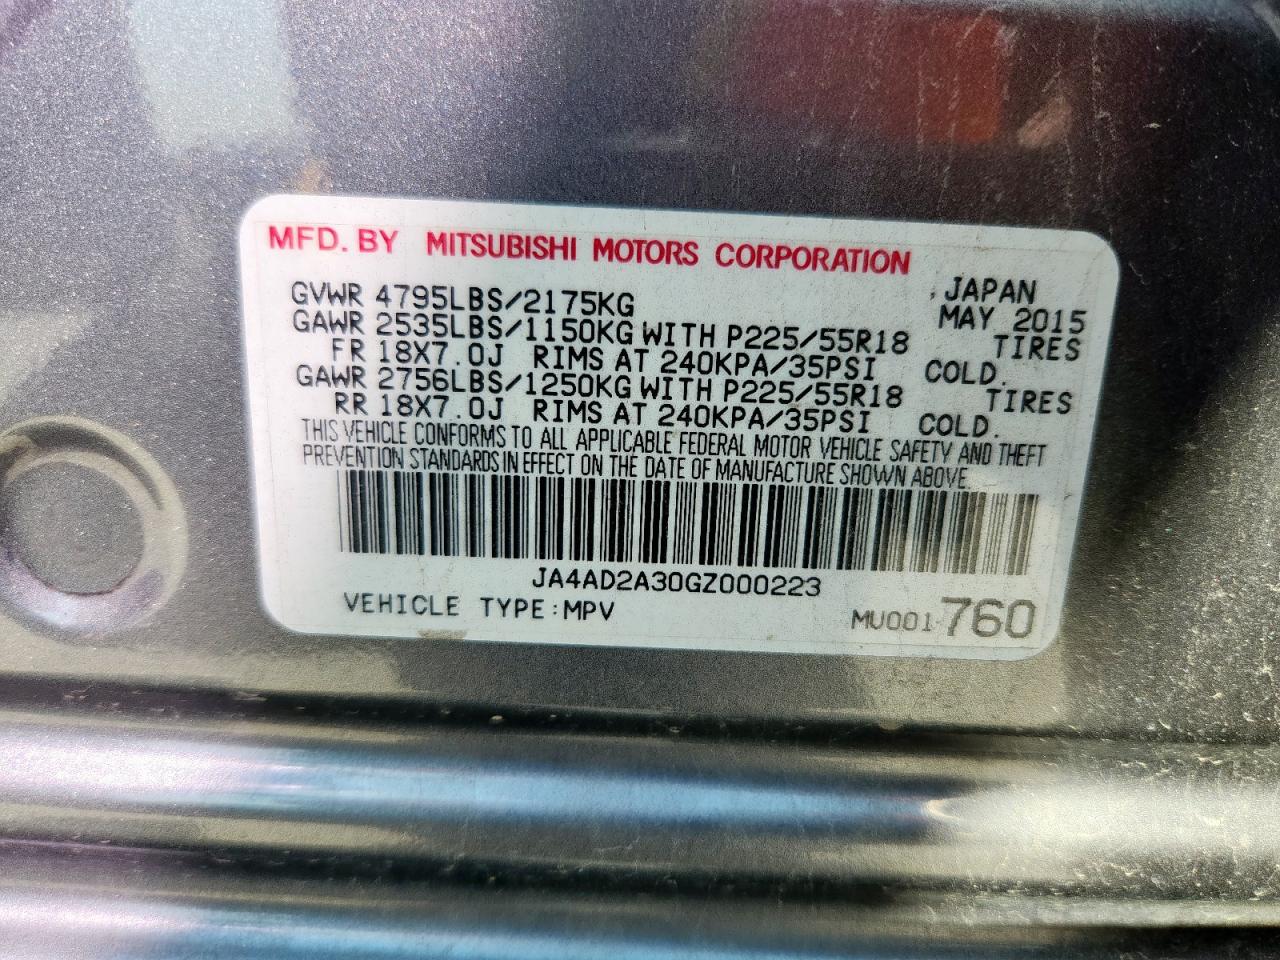 MFD. BY MITSUBISHI MOTORS CORPORATION
GVWR 4795LBS/2175KG JAPAN
MAY 2015
GAWR 2535LBS/1150KG WITH P225/55R18 TIRES
FR 18X7.0J RIMS AT 240KPA/35PSI COLD.
GAWR 2756LBS/1250KG WITH P225/55R18 TIRES
RR 18X7.0J RIMS AT 240KPA/35PSI COLD.
THIS VEHICLE CONFORMS TO ALL APPLICABLE FEDERAL MOTOR VEHICLE SAFETY AND THEFT
PREVENTION STANDARDS IN EFFECT ON THE DATE OF MANUFACTURE SHOWN ABOVE.
JA4AD2A30GZ000223
VEHICLE TYPE:MPV MU001-760